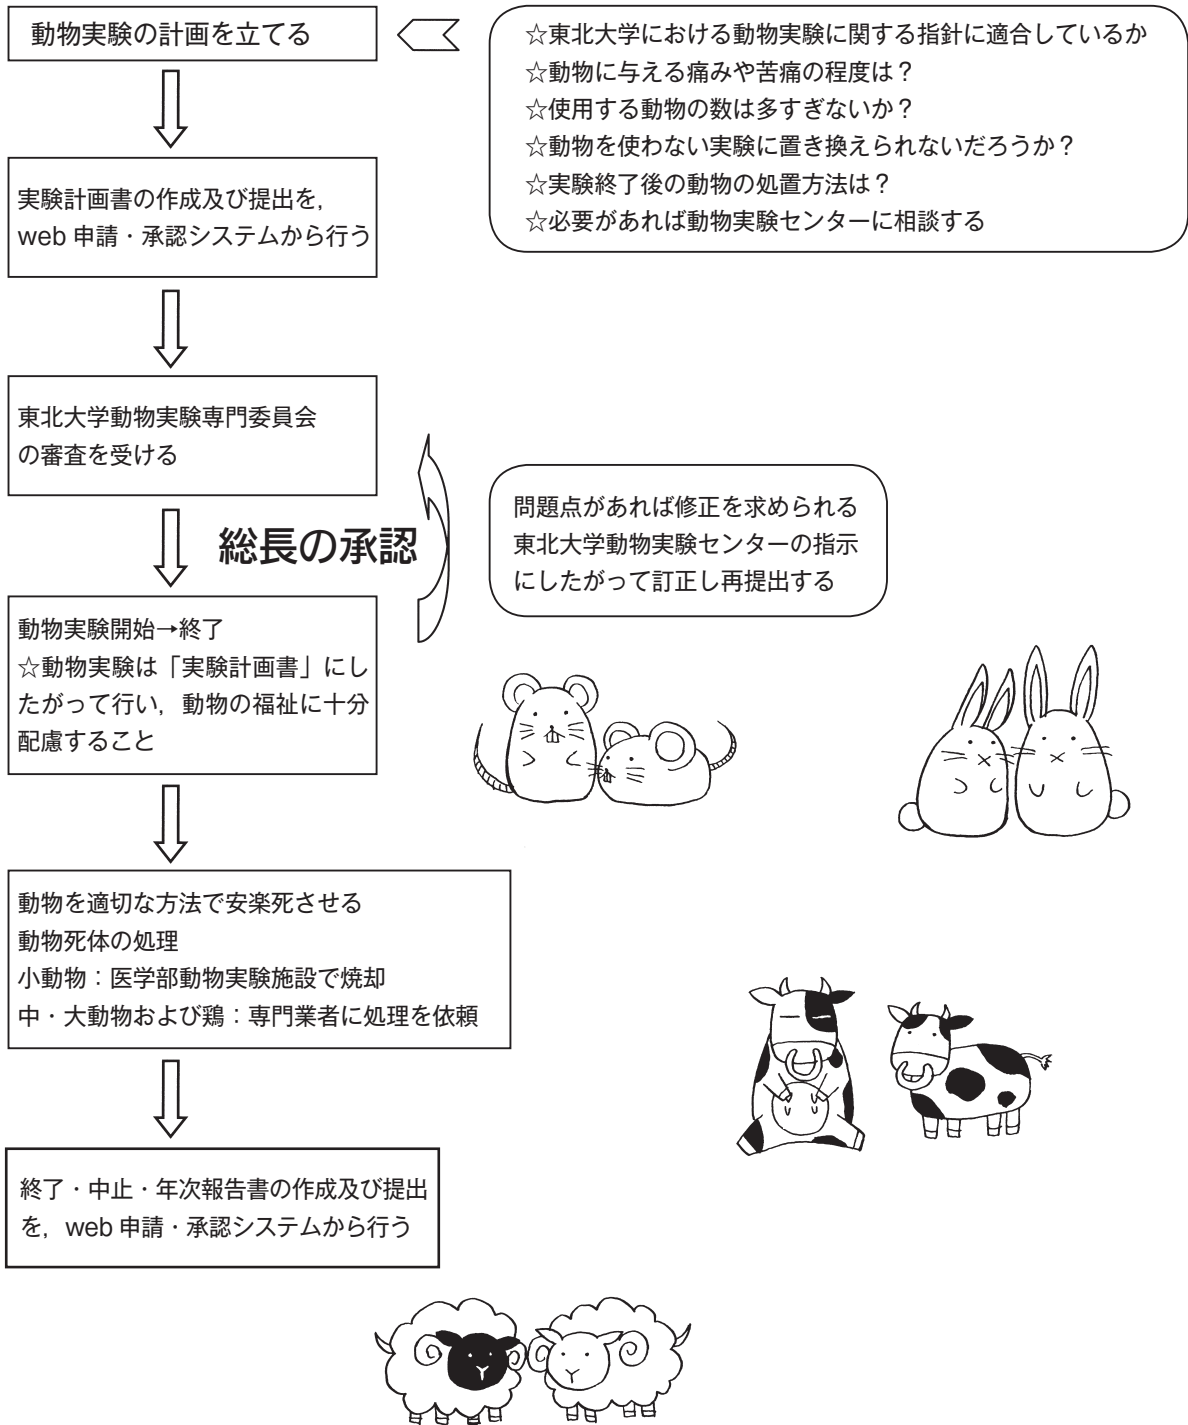 動物実験の計画を立てる
☆東北大学における動物実験に関する指針に適合しているか
☆動物に与える痛みや苦痛の程度は？
☆使用する動物の数は多すぎないか？
☆動物を使わない実験に置き換えられないだろうか？
☆実験終了後の動物の処置方法は？
☆必要があれば動物実験センターに相談する
実験計画書の作成及び提出を，
web 申請・承認システムから行う
東北大学動物実験専門委員会
の審査を受ける
総長の承認
問題点があれば修正を求められる
東北大学動物実験センターの指示
にしたがって訂正し再提出する
動物実験開始→終了
☆動物実験は「実験計画書」にし
たがって行い，動物の福祉に十分
配慮すること
動物を適切な方法で安楽死させる
動物死体の処理
小動物：医学部動物実験施設で焼却
中・大動物および鶏：専門業者に処理を依頼
終了・中止・年次報告書の作成及び提出
を，web 申請・承認システムから行う